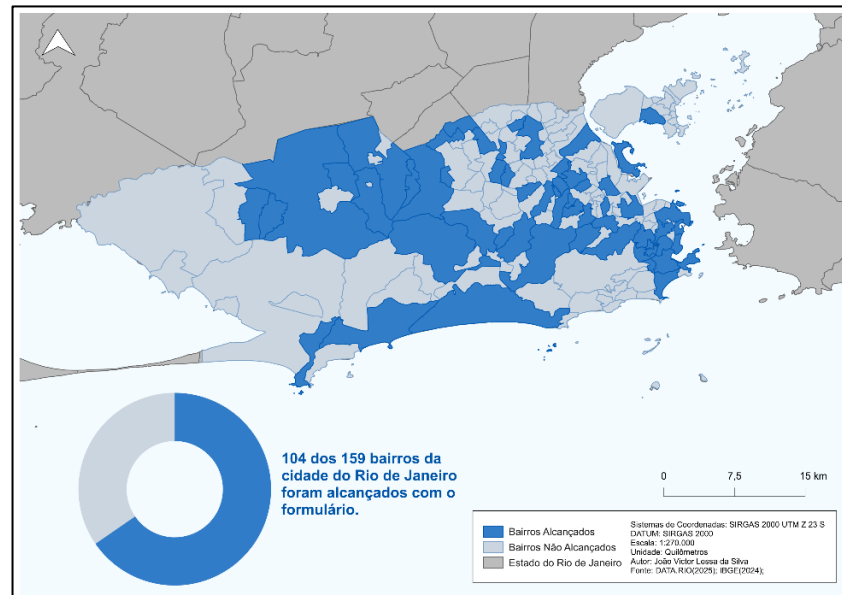 104 dos 159 bairros da
cidade do Rio de Janeiro
foram alcançados com o
formulário.
0 7,5 15 km
Bairros Alcançados
Bairros Não Alcançados
Estado do Rio de Janeiro
Sistemas de Coordenadas: SIRGAS 2000 UTM Z 23 S
DATUM: SIRGAS 2000
Escala: 1:270.000
Unidade: Quilômetros
Autor: João Victor Lessa da Silva
Fonte: DATA.RIO(2025); IBGE(2024);